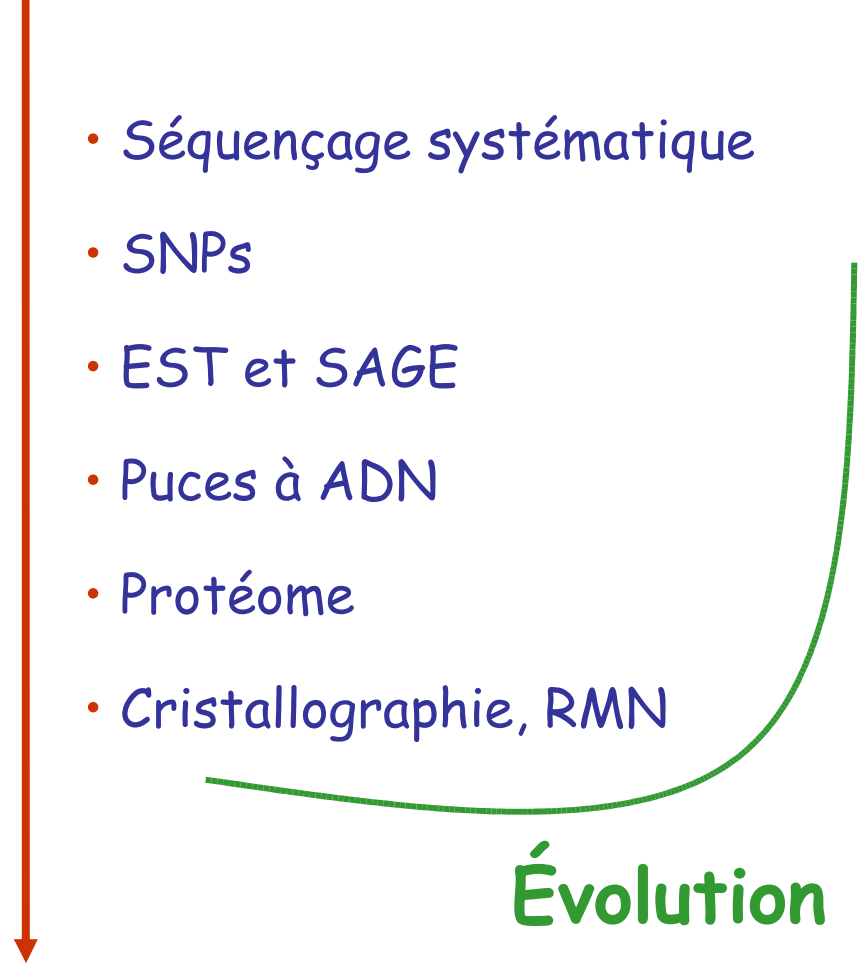 • Séquençage systématique
• SNPs
• EST et SAGE
• Puces à ADN
• Protéome
• Cristallographie, RMN
Évolution